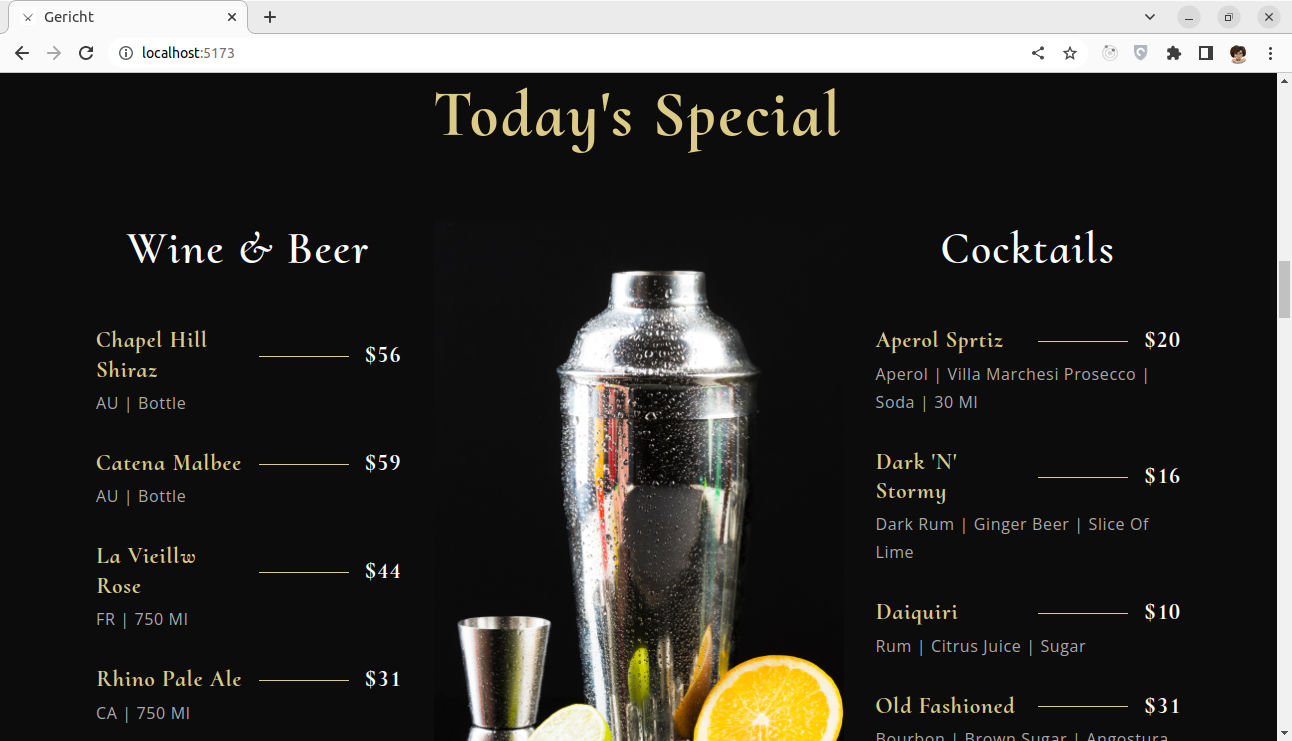 Gericht
localhost:5173
Today's Special
Wine & Beer
Chapel Hill
Shiraz
$56
AU | Bottle
Catena Malbee
$59
AU | Bottle
La Vieillw
Rose
$44
FR | 750 Ml
Rhino Pale Ale
$31
CA | 750 Ml
Cocktails
Aperol Sprtiz
$20
Aperol | Villa Marchesi Prosecco |
Soda | 30 Ml
Dark 'N'
Stormy
$16
Dark Rum | Ginger Beer | Slice Of
Lime
Daiquiri
$10
Rum | Citrus Juice | Sugar
Old Fashioned
$31
Bourbon | Brown Sugar | Angostura